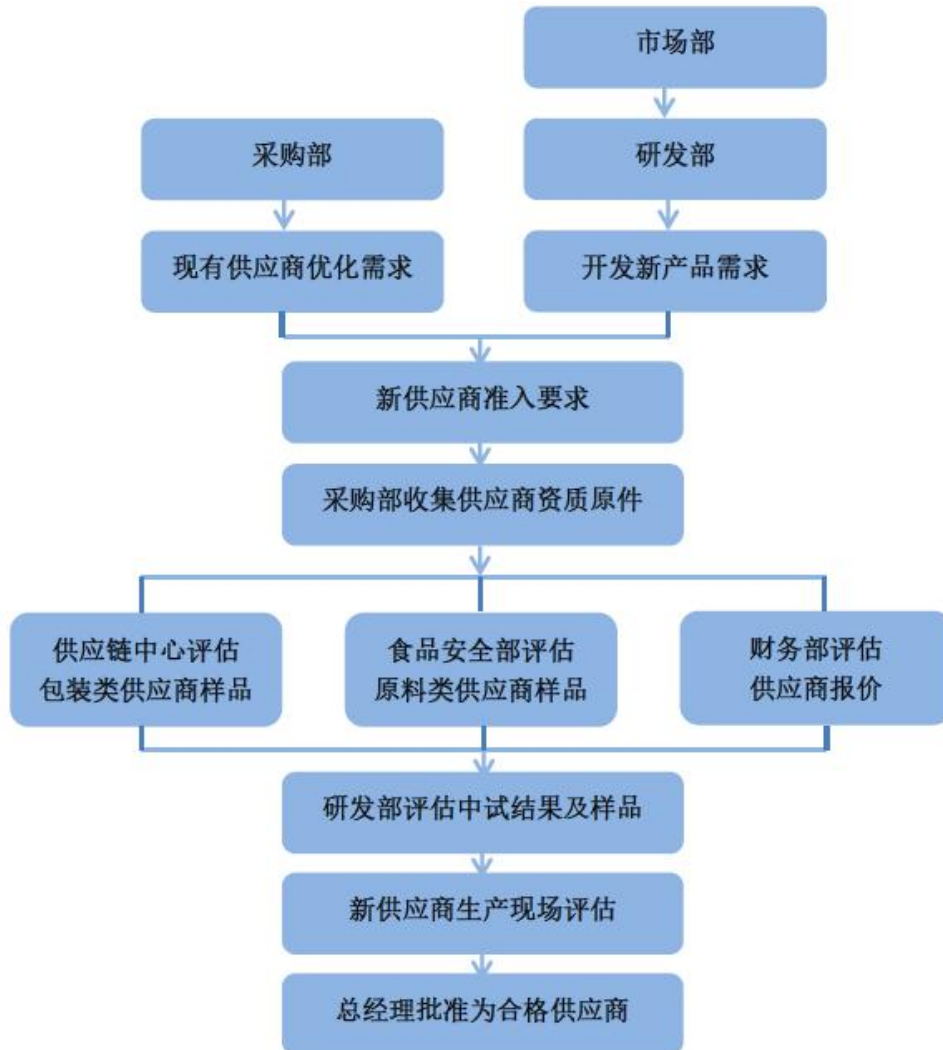 市场部
采购部
研发部
现有供应商优化需求
开发新产品需求
新供应商准入要求
采购部收集供应商资质原件
供应链中心评估
包装类供应商样品
食品安全部评估
原料类供应商样品
财务部评估
供应商报价
研发部评估中试结果及样品
新供应商生产现场评估
总经理批准为合格供应商